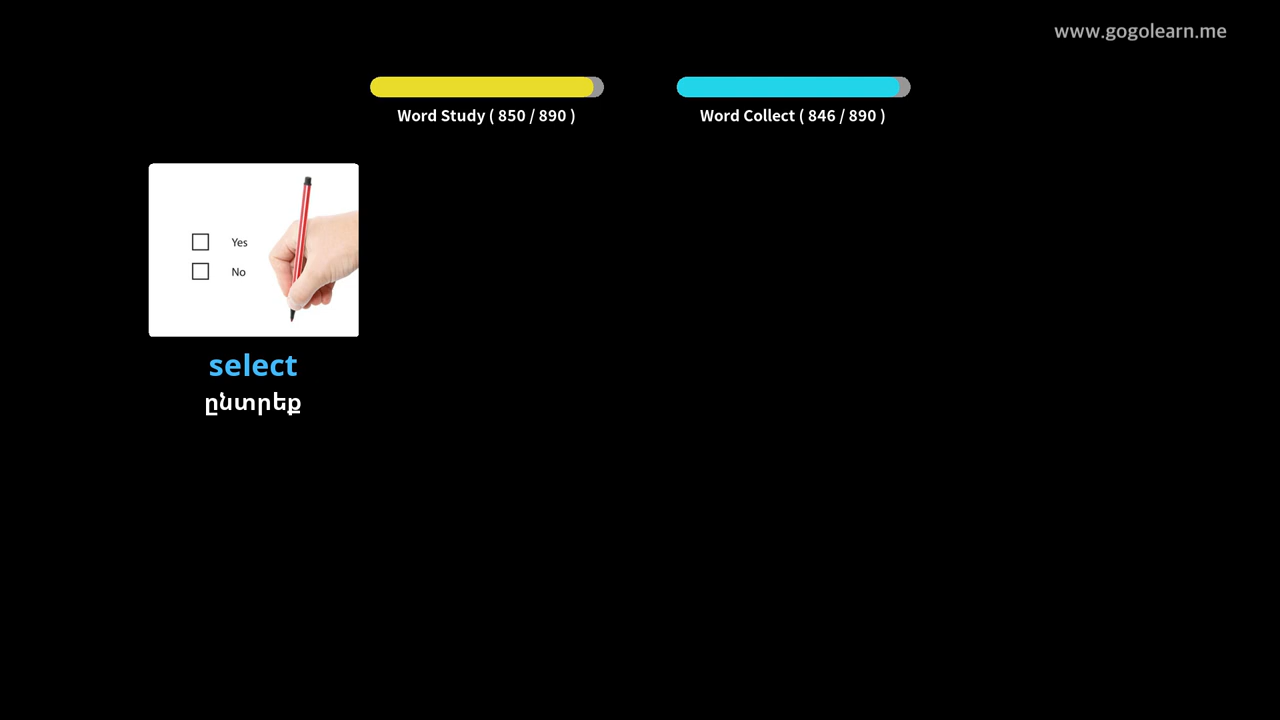 www.gogolearn.me
Word Study ( 850 / 890 )
Word Collect ( 846 / 890 )
Yes
No
select
ընտրեք